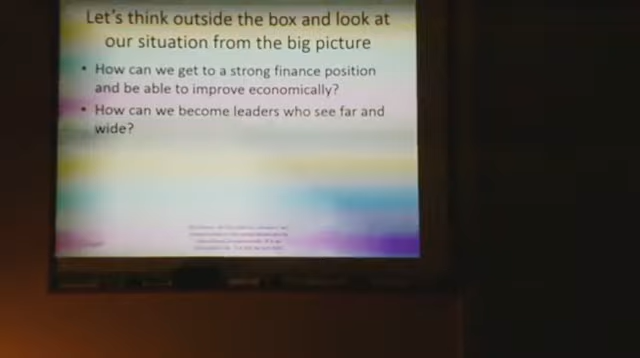 Let's think outside the box and look at
our situation from the big picture
• How can we get to a strong finance position
and be able to improve economically?
• How can we become leaders who see far and
wide?